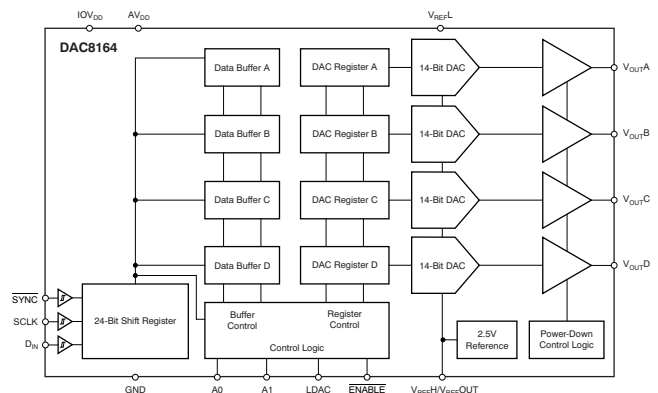 IOVDD
AVDD
VREFL
DAC8164
Data Buffer A
DAC Register A
14-Bit DAC
VOUTA
Data Buffer B
DAC Register B
14-Bit DAC
VOUTB
Data Buffer C
DAC Register C
14-Bit DAC
VOUTC
Data Buffer D
DAC Register D
14-Bit DAC
VOUTD
SYNC
SCLK
DIN
24-Bit Shift Register
Buffer
Control
Register
Control
Control Logic
2.5V
Reference
Power-Down
Control Logic
GND
A0
A1
LDAC
ENABLE
VREFH/VREFOUT